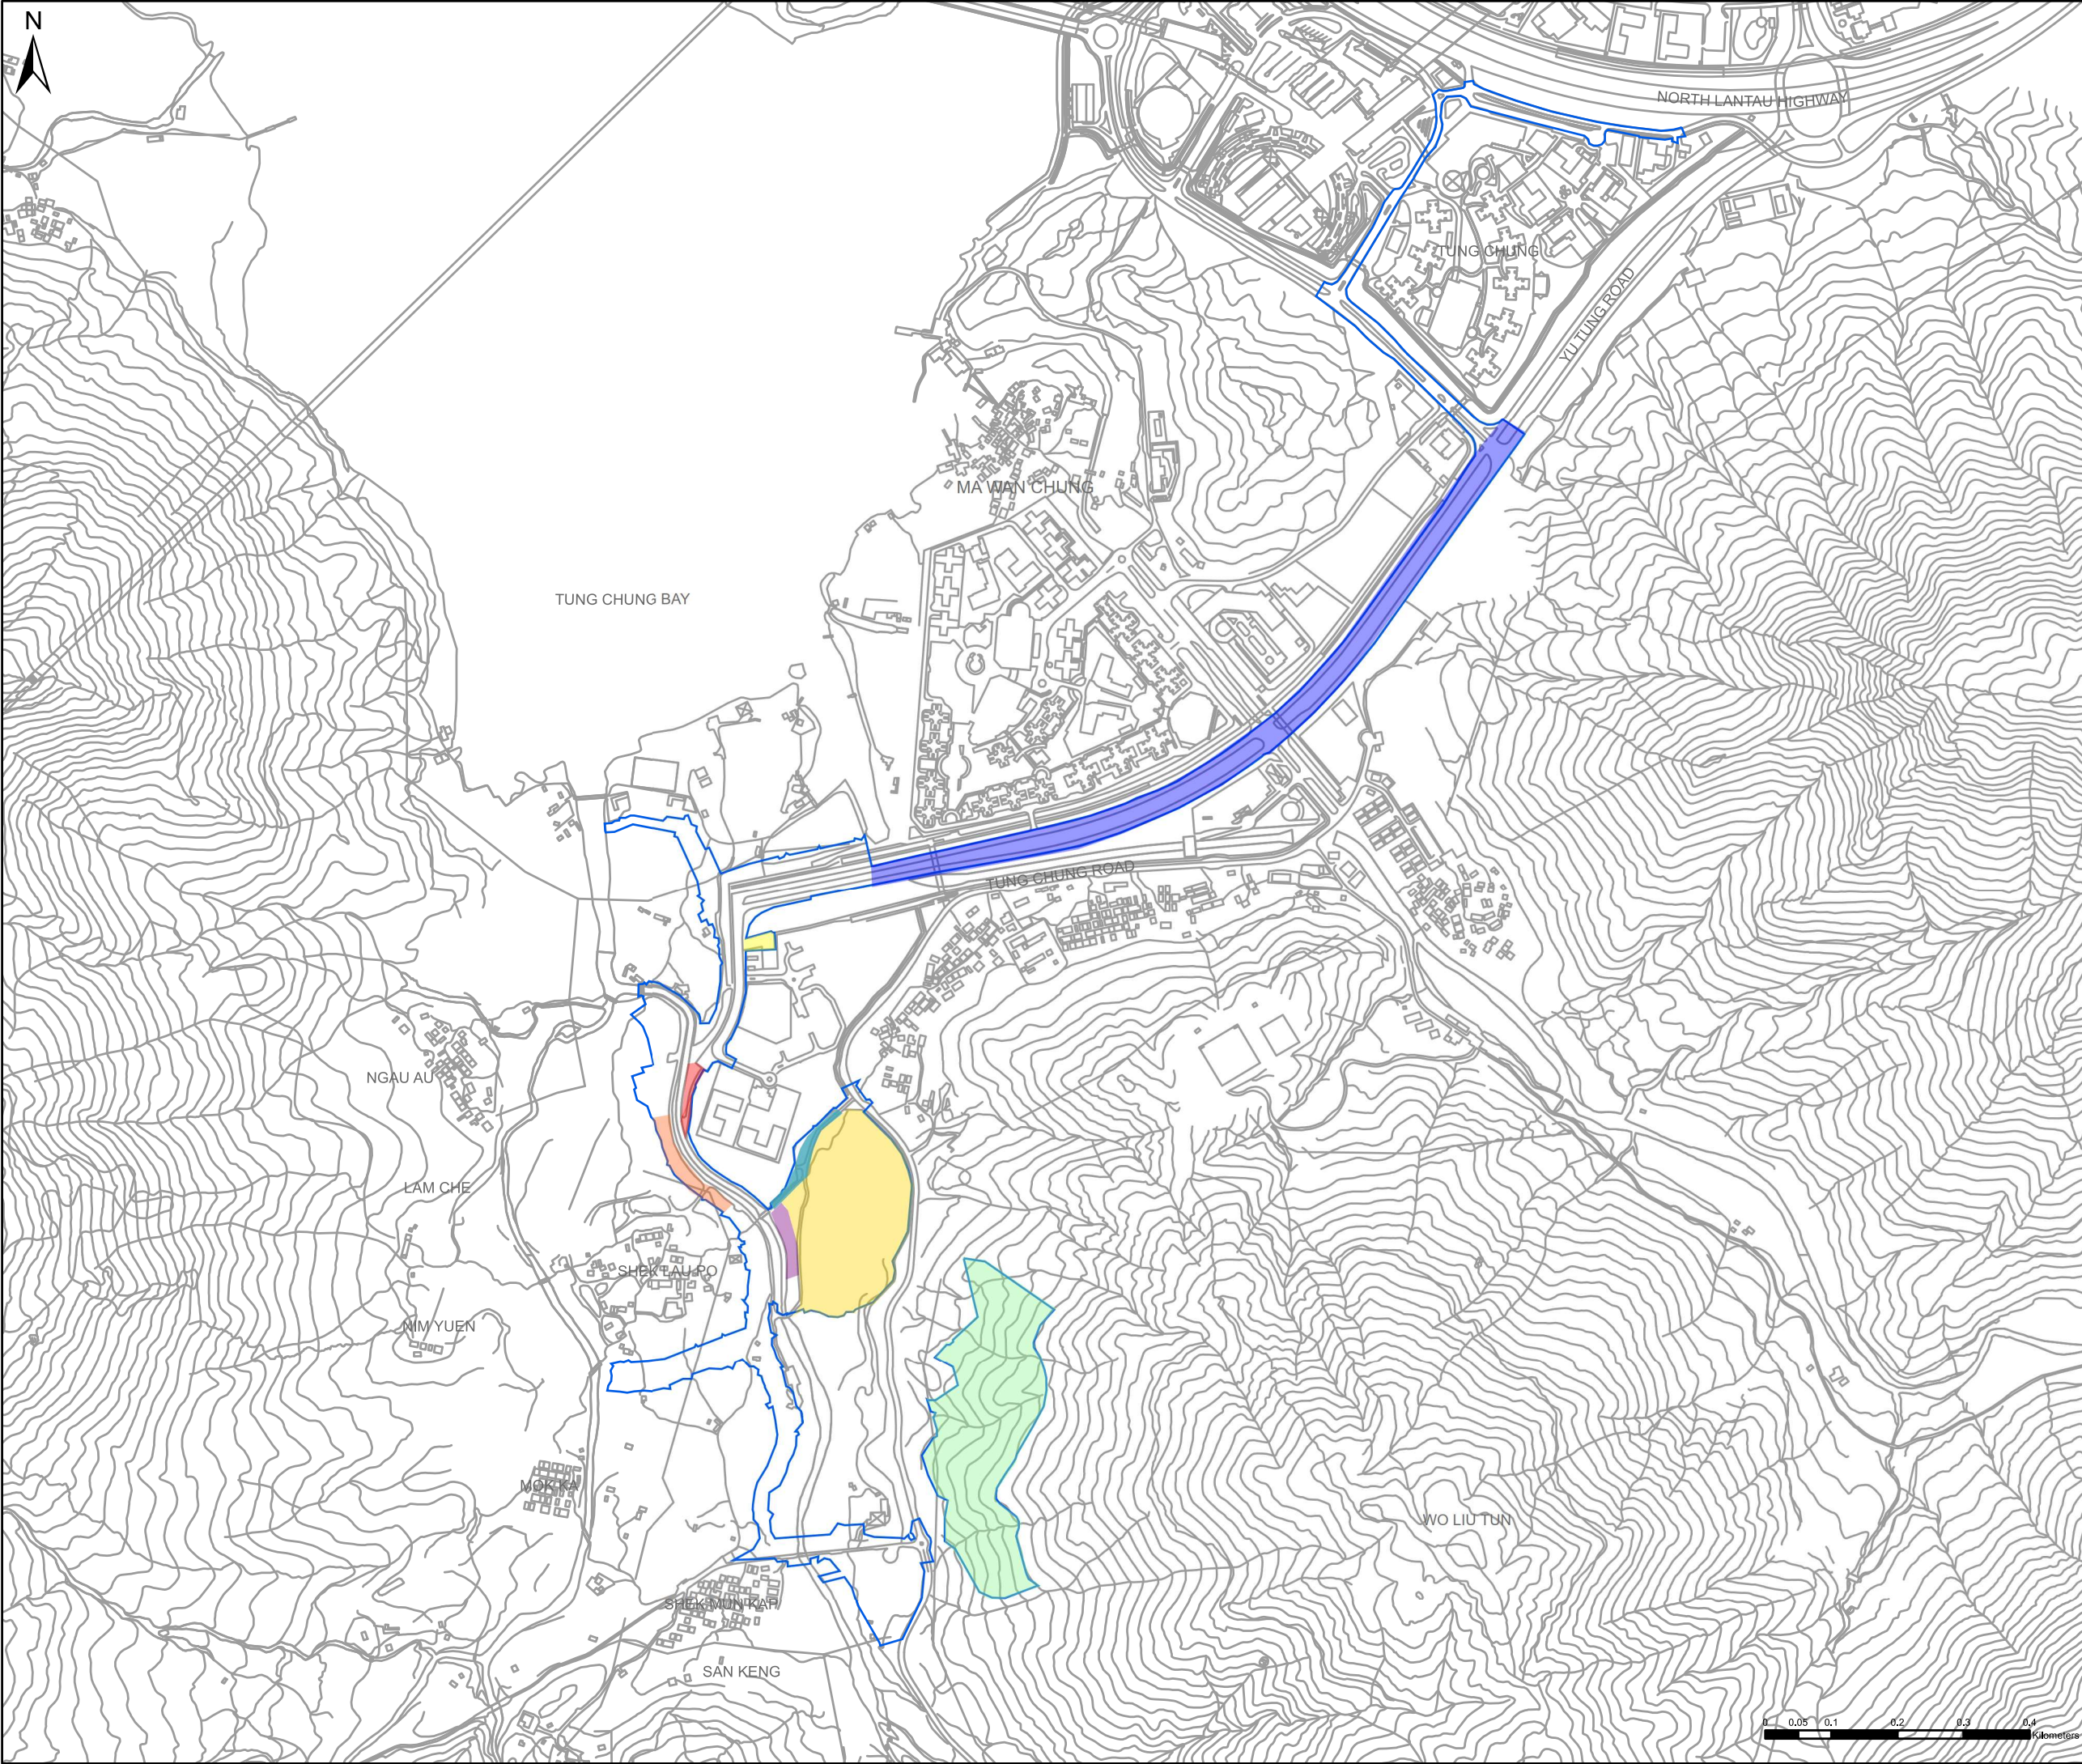 N
NORTH LANTAU HIGHWAY
TUNG CHUNG
YU TUNG ROAD
MA WAN CHUNG
TUNG CHUNG BAY
TUNG CHUNG ROAD
NGAU AU
LAM CHE
SHEK LAU PO
NIM YUEN
MOK KA
WO LIU TUN
SHEK MUN KAP
SAN KENG
0 0.05 0.1 0.2 0.3 0.4
Kilometers